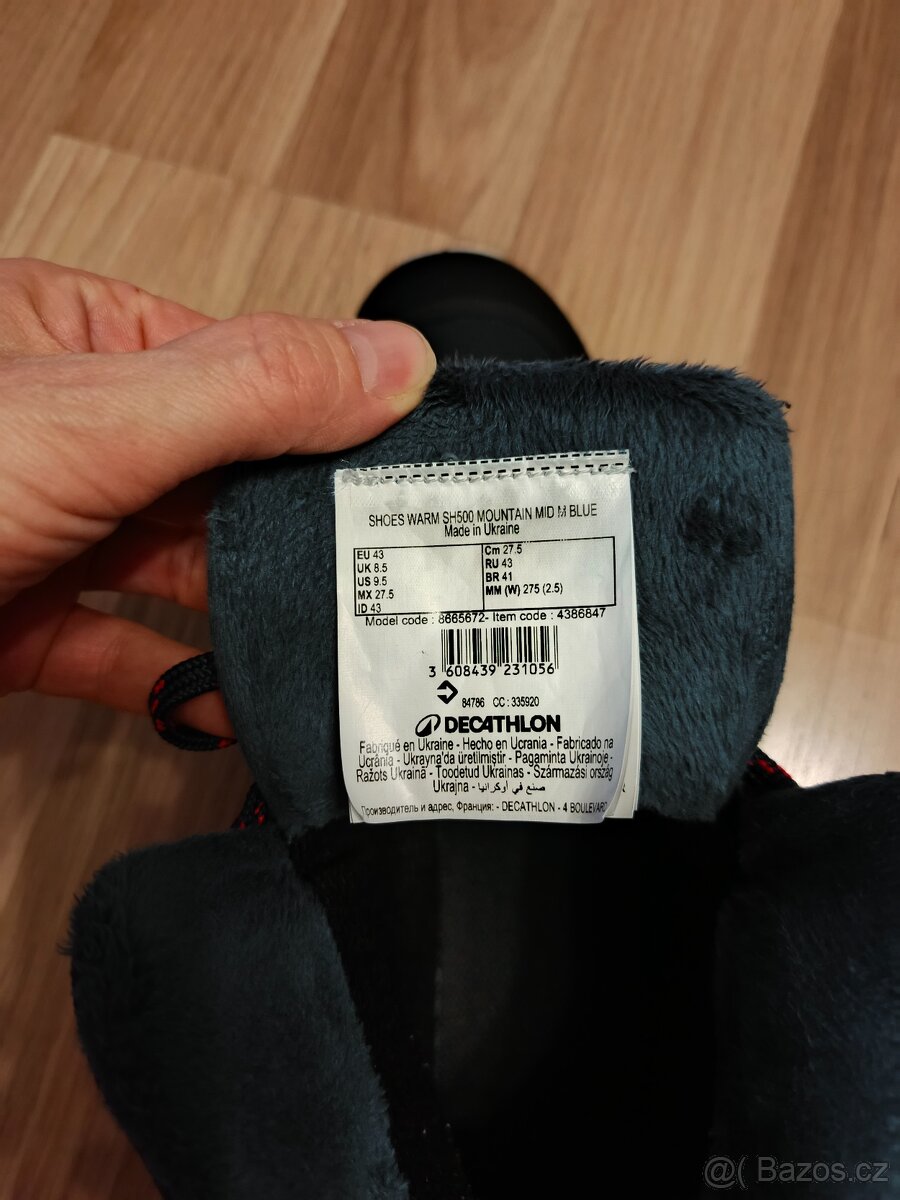 SHOES WARM SH500 MOUNTAIN MID M BLUE
Made in Ukraine
EU 43
UK 8.5
US 9.5
MX 27.5
ID 43
Cm 27.5
RU 43
BR 41
MM (W) 275 (2.5)
Model code : 8665672- Item code : 4386847
3 608439 231056
84786 CC : 335920
DECATHLON
Fabriqué en Ukraine - Hecho en Ucrania - Fabricado na
Ucrânia - Ukrayna'da üretilmiştir - Pagaminta Ukrainoje -
Ražots Ukrainā - Toodetud Ukrainas - Származási ország
Ukrajna - صنع في أوكرانيا
Производитель и адрес, Франция: - DECATHLON - 4 BOULEVARD
@( Bazos.cz